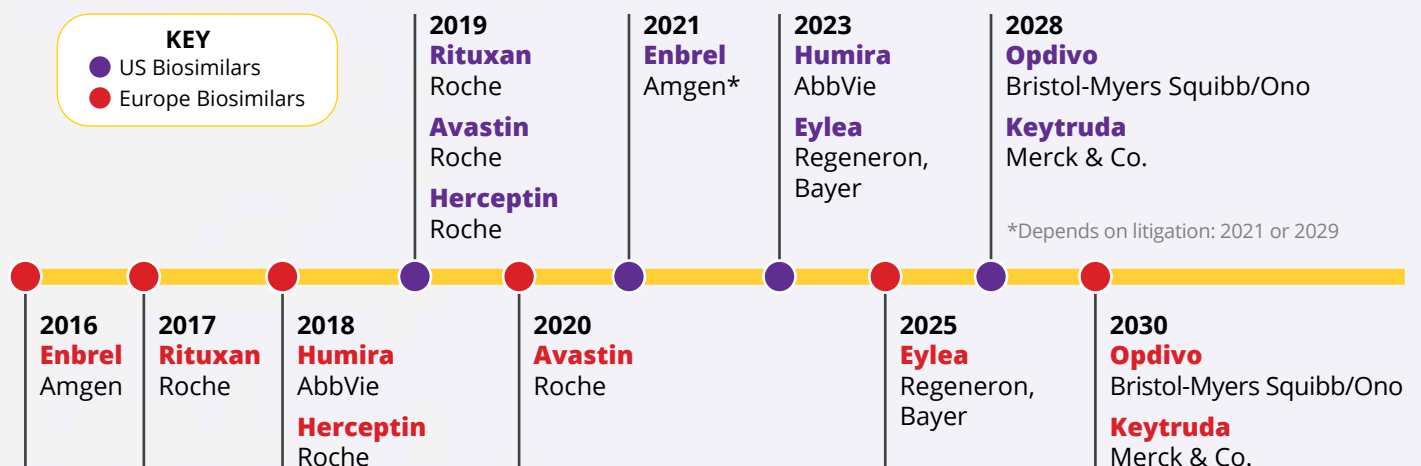 KEY
US Biosimilars
Europe Biosimilars
2019
Rituxan
Roche
Avastin
Roche
Herceptin
Roche
2021
Enbrel
Amgen*
2023
Humira
AbbVie
Eylea
Regeneron,
Bayer
2028
Opdivo
Bristol-Myers Squibb/Ono
Keytruda
Merck & Co.
*Depends on litigation: 2021 or 2029
2016
Enbrel
Amgen
2017
Rituxan
Roche
2018
Humira
AbbVie
Herceptin
Roche
2020
Avastin
Roche
2025
Eylea
Regeneron,
Bayer
2030
Opdivo
Bristol-Myers Squibb/Ono
Keytruda
Merck & Co.